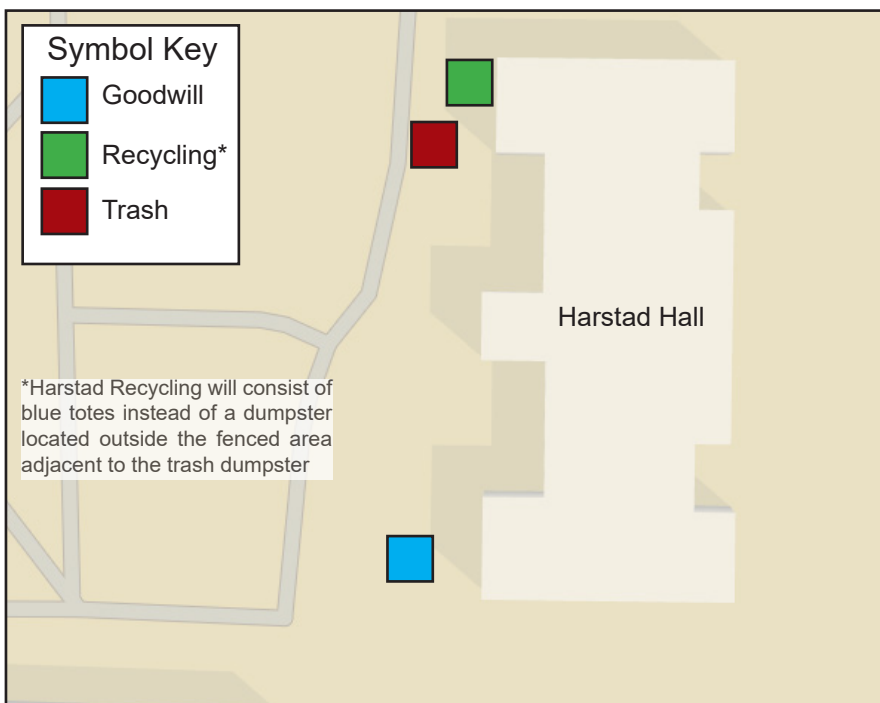 Symbol Key
Goodwill
Recycling*
Trash
Harstad Hall
*Harstad Recycling will consist of
blue totes instead of a dumpster
located outside the fenced area
adjacent to the trash dumpster